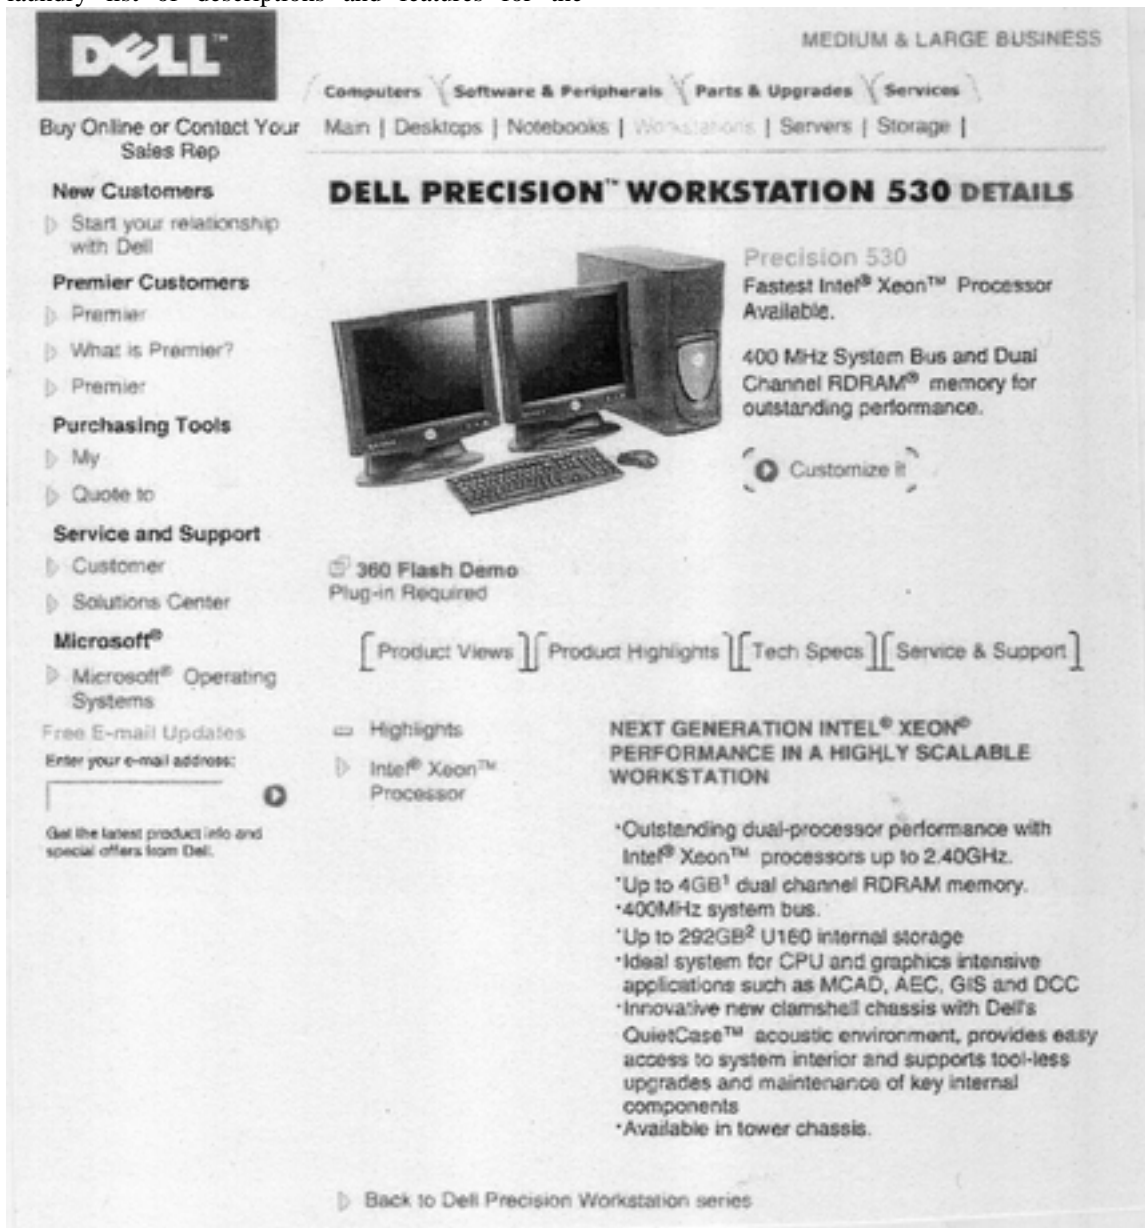 laundry list of descriptions and features for the
DELL™
MEDIUM & LARGE BUSINESS
Computers Software & Peripherals Parts & Upgrades Services
Main | Desktops | Notebooks | Workstations | Servers | Storage |
Buy Online or Contact Your
Sales Rep
New Customers
Start your relationship
with Dell
Premier Customers
Premier
What is Premier?
Premier
Purchasing Tools
My
Quote to
Service and Support
Customer
Solutions Center
Microsoft®
Microsoft® Operating
Systems
Free E-mail Updates
Enter your e-mail address:
Get the latest product info and
special offers from Dell.
DELL PRECISION™ WORKSTATION 530 DETAILS
Precision 530
Fastest Intel® Xeon™ Processor
Available.
400 MHz System Bus and Dual
Channel RDRAM® memory for
outstanding performance.
Customize it
360 Flash Demo
Plug-in Required
[Product Views][Product Highlights][Tech Specs][Service & Support]
Highlights
Intel® Xeon™
Processor
NEXT GENERATION INTEL® XEON®
PERFORMANCE IN A HIGHLY SCALABLE
WORKSTATION
•Outstanding dual-processor performance with
Intel® Xeon™ processors up to 2.40GHz.
•Up to 4GB¹ dual channel RDRAM memory.
•400MHz system bus.
•Up to 292GB² U160 internal storage
•Ideal system for CPU and graphics intensive
applications such as MCAD, AEC, GIS and DCC
•Innovative new clamshell chassis with Dell's
QuietCase™ acoustic environment, provides easy
access to system interior and supports tool-less
upgrades and maintenance of key internal
components
•Available in tower chassis.
Back to Dell Precision Workstation series